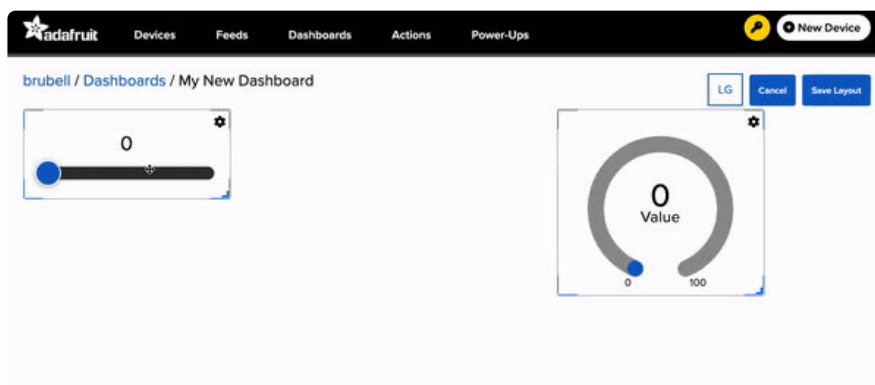 adafruit Devices Feeds Dashboards Actions Power-Ups New Device
brubell / Dashboards / My New Dashboard
LG Cancel Save Layout
0
0
Value
0 100